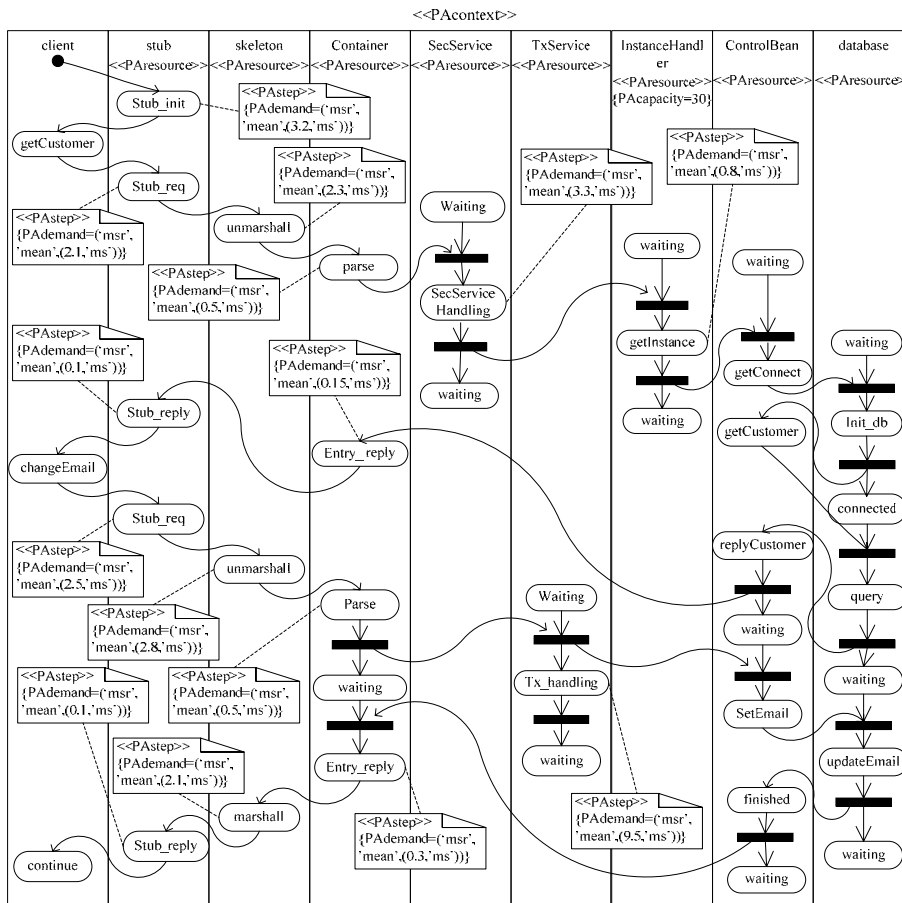 <<PAcontext>>
client
stub
<<PAresource>>
skeleton
<<PAresource>>
Container
<<PAresource>>
SecService
<<PAresource>>
TxService
<<PAresource>>
InstanceHandl
er
<<PAresource>>
{PAcapacity=30}
ControlBean
<<PAresource>>
database
<<PAresource>>
Stub_init
<<PAstep>>
{PAdemand=(‘msr’,
’mean’,(3.2,’ms’))}
getCustomer
<<PAstep>>
{PAdemand=(‘msr’,
’mean’,(2.3,’ms’))}
<<PAstep>>
{PAdemand=(‘msr’,
’mean’,(3.3,’ms’))}
<<PAstep>>
{PAdemand=(‘msr’,
’mean’,(0.8,’ms’))}
Stub_req
<<PAstep>>
{PAdemand=(‘msr’,
’mean’,(2.1,’ms’))}
unmarshall
Waiting
waiting
waiting
parse
<<PAstep>>
{PAdemand=(‘msr’,
’mean’,(0.5,’ms’))}
SecService
Handling
getInstance
waiting
<<PAstep>>
{PAdemand=(‘msr’,
’mean’,(0.1,’ms’))}
<<PAstep>>
{PAdemand=(‘msr’,
’mean’,(0.15,’ms’))}
getConnect
waiting
Stub_reply
waiting
Init_db
getCustomer
Entry_reply
changeEmail
connected
Stub_req
replyCustomer
<<PAstep>>
{PAdemand=(‘msr’,
’mean’,(2.5,’ms’))}
unmarshall
Parse
Waiting
query
<<PAstep>>
{PAdemand=(‘msr’,
’mean’,(2.8,’ms’))}
waiting
<<PAstep>>
{PAdemand=(‘msr’,
’mean’,(0.1,’ms’))}
<<PAstep>>
{PAdemand=(‘msr’,
’mean’,(0.5,’ms’))}
waiting
Tx_handling
waiting
SetEmail
<<PAstep>>
{PAdemand=(‘msr’,
’mean’,(2.1,’ms’))}
Entry_reply
waiting
updateEmail
finished
marshall
<<PAstep>>
{PAdemand=(‘msr’,
’mean’,(0.3,’ms’))}
<<PAstep>>
{PAdemand=(‘msr’,
’mean’,(9.5,’ms’))}
Stub_reply
continue
waiting
waiting